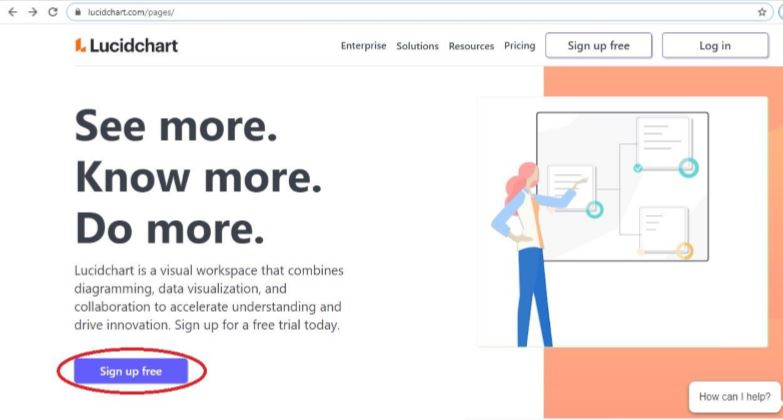 lucidchart.com/pages/
Lucidchart
Enterprise Solutions Resources Pricing Sign up free Log in
See more.
Know more.
Do more.
Lucidchart is a visual workspace that combines
diagramming, data visualization, and
collaboration to accelerate understanding and
drive innovation. Sign up for a free trial today.
Sign up free
How can I help?